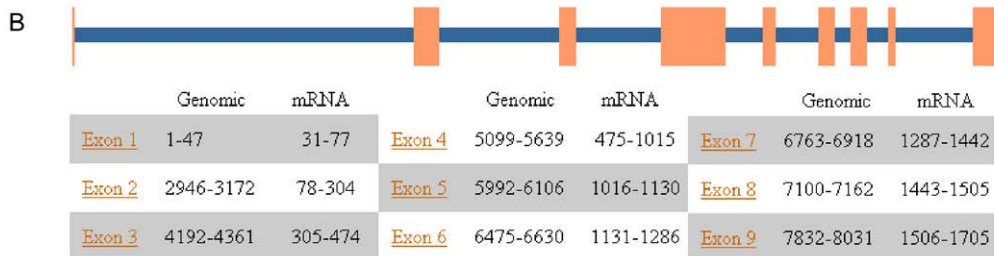 B
Genomic mRNA Genomic mRNA Genomic mRNA
Exon 1 1-47 31-77 Exon 4 5099-5639 475-1015 Exon 7 6763-6918 1287-1442
Exon 2 2946-3172 78-304 Exon 5 5992-6106 1016-1130 Exon 8 7100-7162 1443-1505
Exon 3 4192-4361 305-474 Exon 6 6475-6630 1131-1286 Exon 9 7832-8031 1506-1705